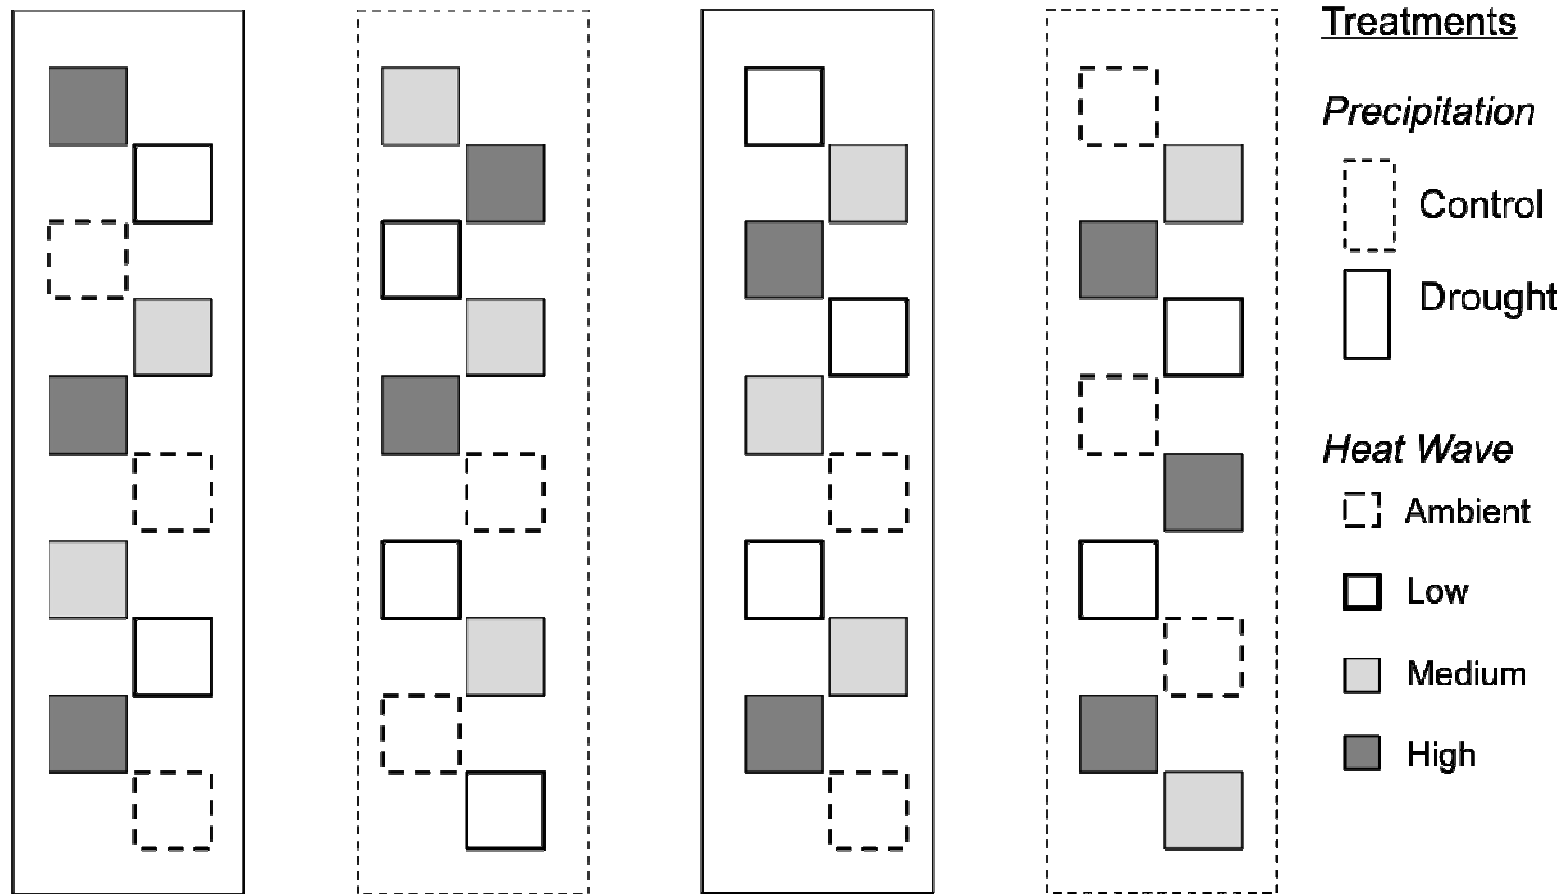 Treatments
Precipitation
Control
Drought
Heat Wave
Ambient
Low
Medium
High